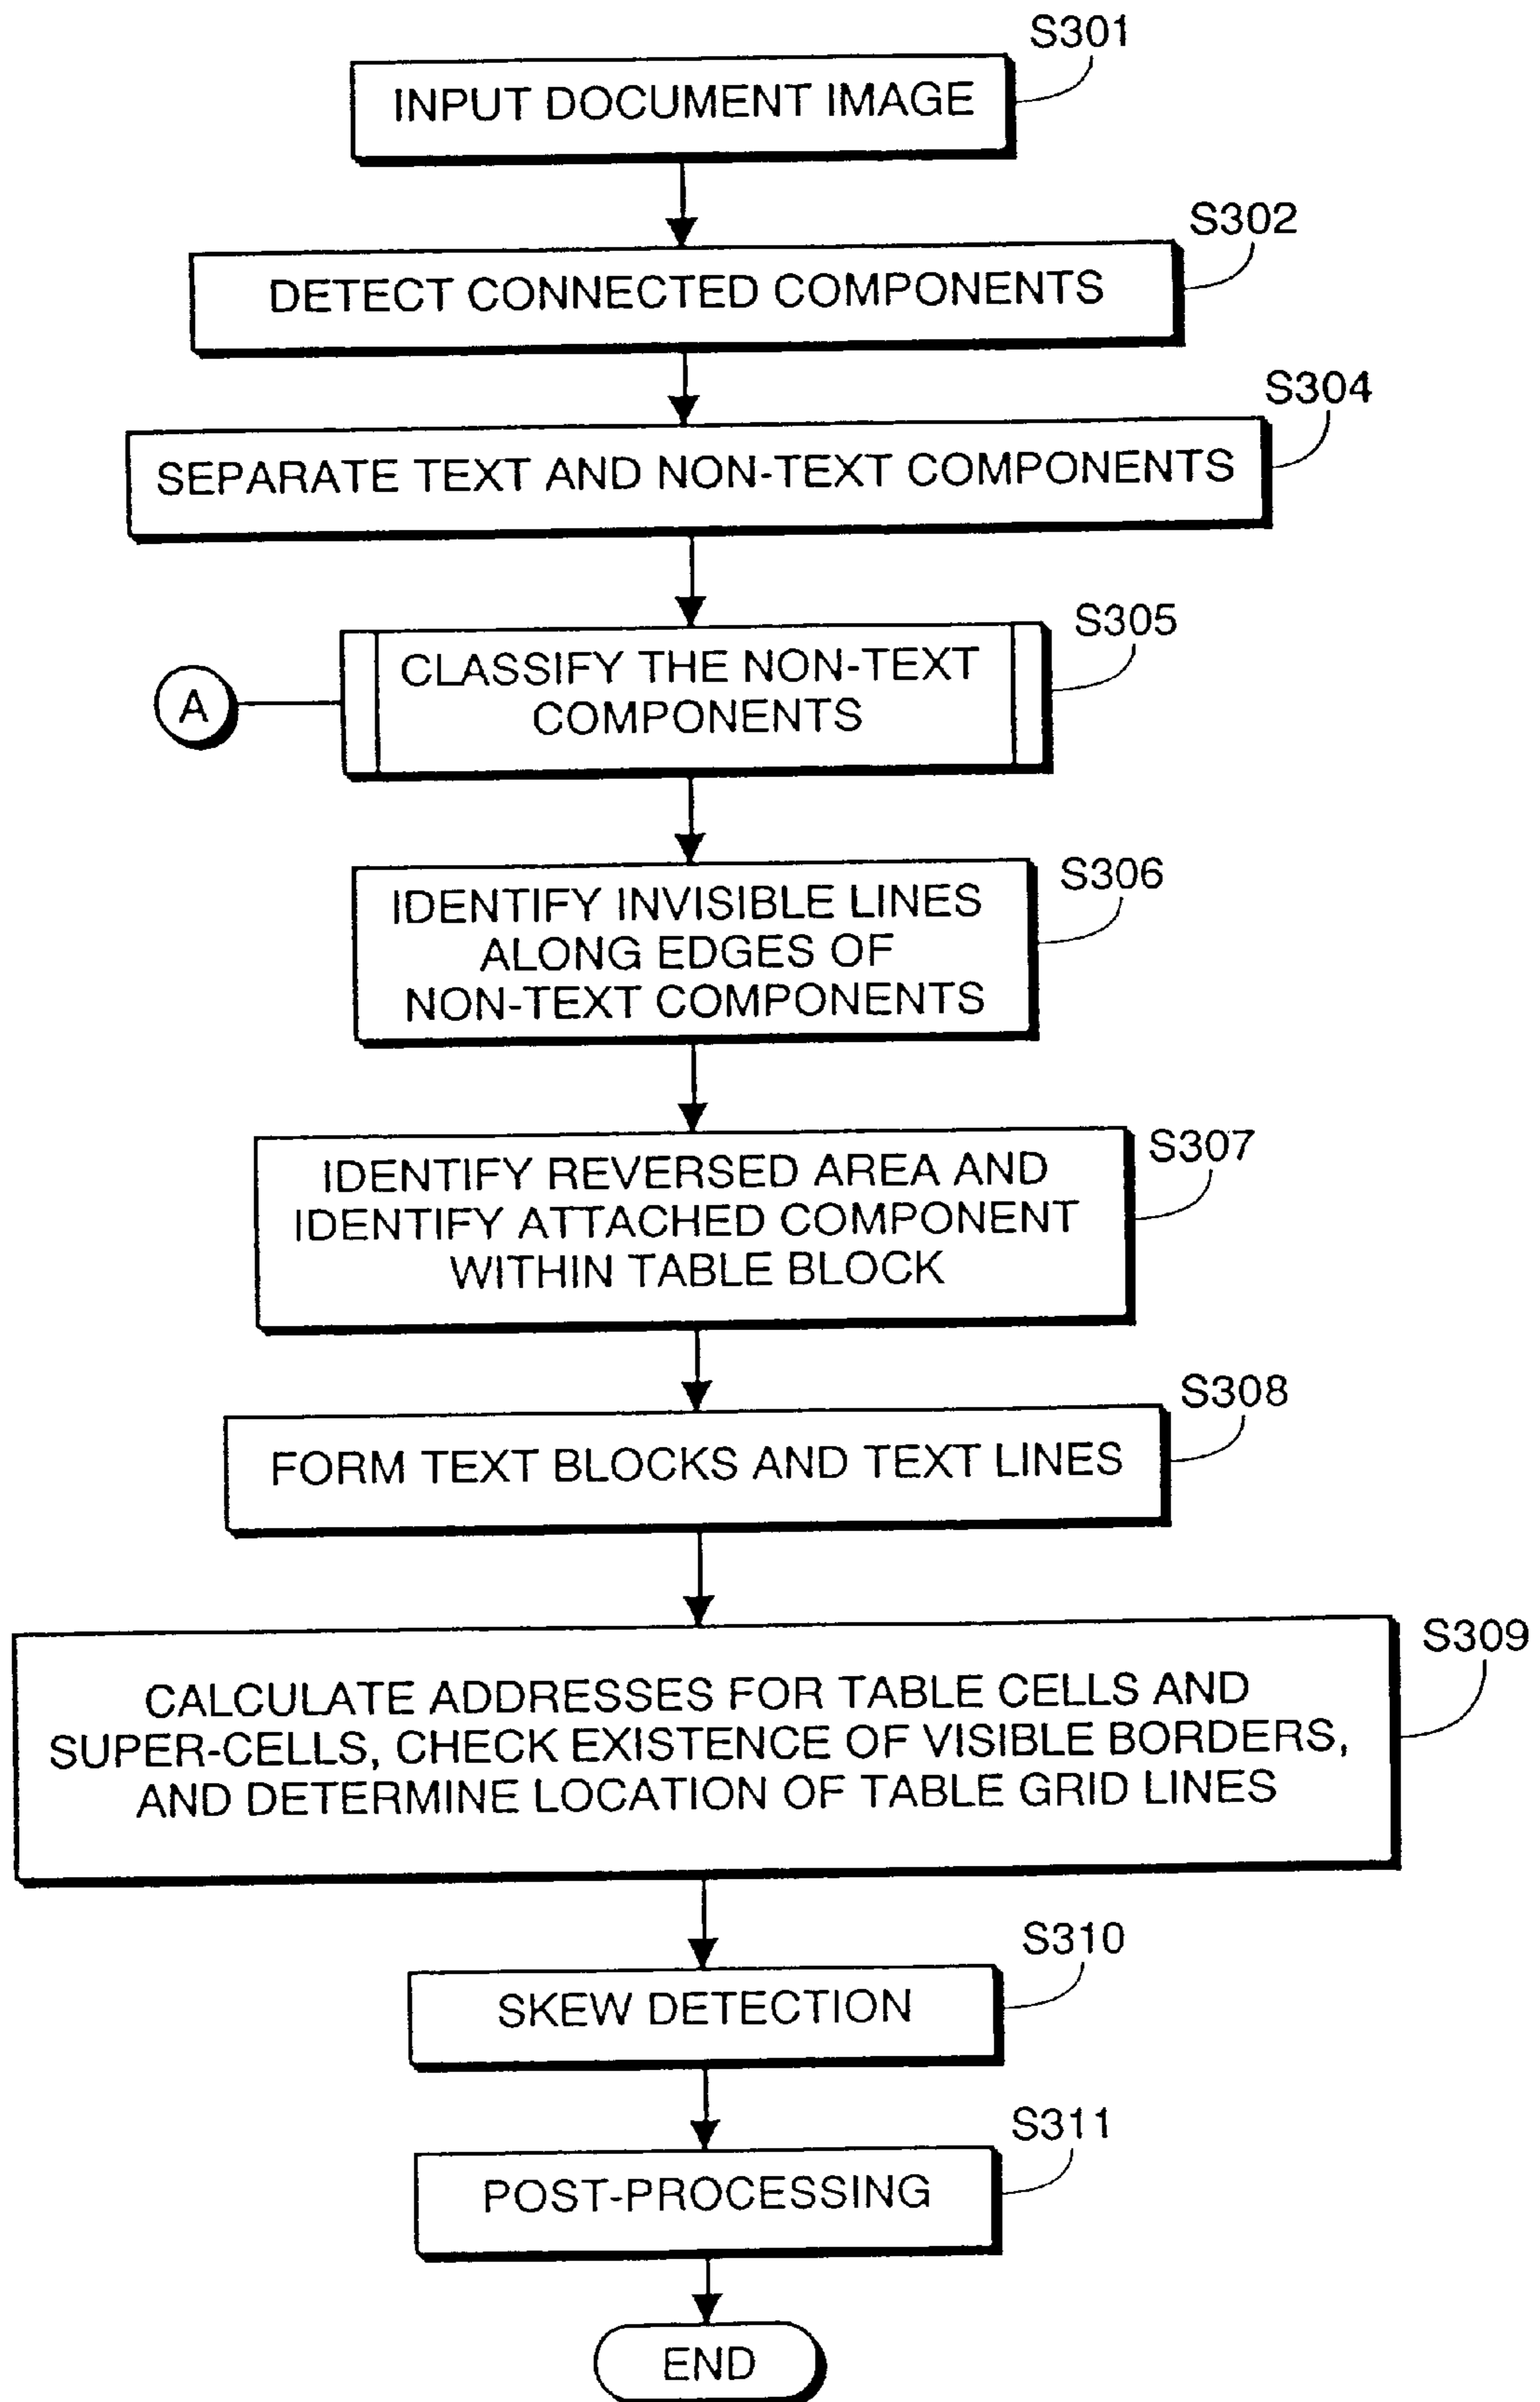 S301
INPUT DOCUMENT IMAGE
S302
DETECT CONNECTED COMPONENTS
S304
SEPARATE TEXT AND NON-TEXT COMPONENTS
S305
CLASSIFY THE NON-TEXT
COMPONENTS
A
S306
IDENTIFY INVISIBLE LINES
ALONG EDGES OF
NON-TEXT COMPONENTS
S307
IDENTIFY REVERSED AREA AND
IDENTIFY ATTACHED COMPONENT
WITHIN TABLE BLOCK
S308
FORM TEXT BLOCKS AND TEXT LINES
S309
CALCULATE ADDRESSES FOR TABLE CELLS AND
SUPER-CELLS, CHECK EXISTENCE OF VISIBLE BORDERS,
AND DETERMINE LOCATION OF TABLE GRID LINES
S310
SKEW DETECTION
S311
POST-PROCESSING
END